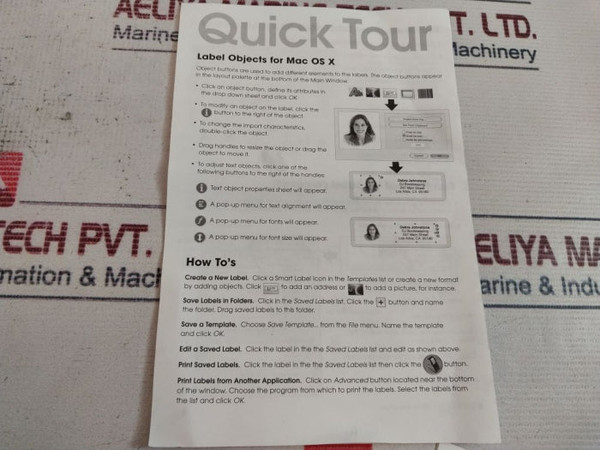 AELIYA MARINE TECH PVT. LTD.
Marine
Machinery
TECH PVT.
mation & Mach
AELIYA MA
arine & Indu
Quick Tour
Label Objects for Mac OS X
Object buttons are used to add different elements to the labels. The object buttons appear
in the layout palette at the bottom of the Main Window.
• Click an object button, define its attributes in
the drop down sheet and click OK.
• To modify an object on the label, click the
button to the right of the object.
• To change the import characteristics,
double click the object.
• Drag handles to resize the object or drag the
object to move it.
• To adjust text objects, click one of the
following buttons to the right of the handles.
Text object properties sheet will appear.
A pop-up menu for text alignment will appear.
A pop-up menu for fonts will appear.
A pop-up menu for font sizes will appear.
How To's
Create a New Label. Click a Smart Label icon in the Templates list or create a new format
by adding objects. Click to add an address or to add a picture, for instance.
Save Labels in Folders. Click in the Saved Labels list. Click the + button and name
the folder. Drag saved labels to this folder.
Save a Template. Choose Save Template... from the File menu. Name the template
and click OK.
Edit a Saved Label. Click the label in the the Saved Labels list and edit as shown above.
Print Saved Labels. Click the label in the the Saved Labels list then click the button.
Print Labels from Another Application. Click on Advanced button located near the bottom
of the window. Choose the program from which to print the labels. Select the labels from
the list and click OK.